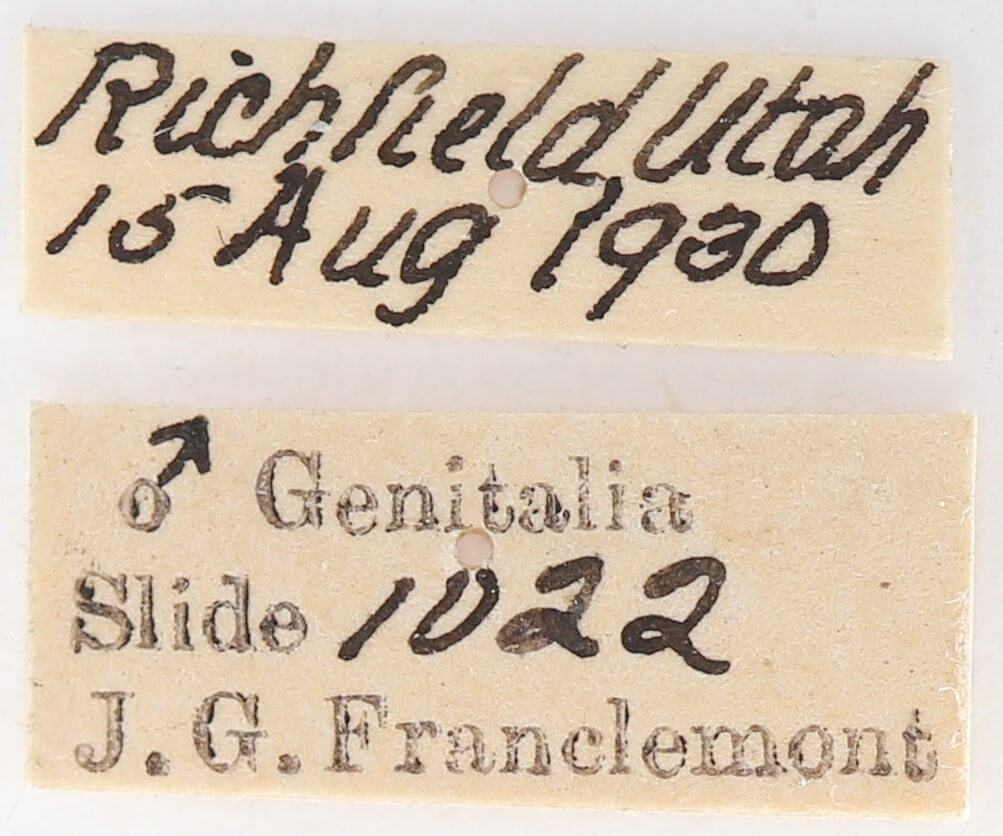 Richfield, Utah
15 Aug 1930
♂ Genitalia
Slide 1022
J. G. Franclemont